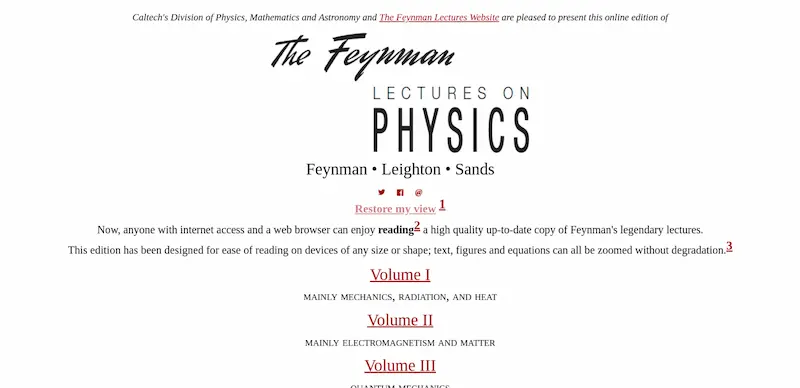 Caltech's Division of Physics, Mathematics and Astronomy and The Feynman Lectures Website are pleased to present this online edition of
The Feynman
LECTURES ON
PHYSICS
Feynman • Leighton • Sands
Restore my view 1
Now, anyone with internet access and a web browser can enjoy reading2 a high quality up-to-date copy of Feynman's legendary lectures.
This edition has been designed for ease of reading on devices of any size or shape; text, figures and equations can all be zoomed without degradation.3
Volume I
MAINLY MECHANICS, RADIATION, AND HEAT
Volume II
MAINLY ELECTROMAGNETISM AND MATTER
Volume III
QUANTUM MECHANICS